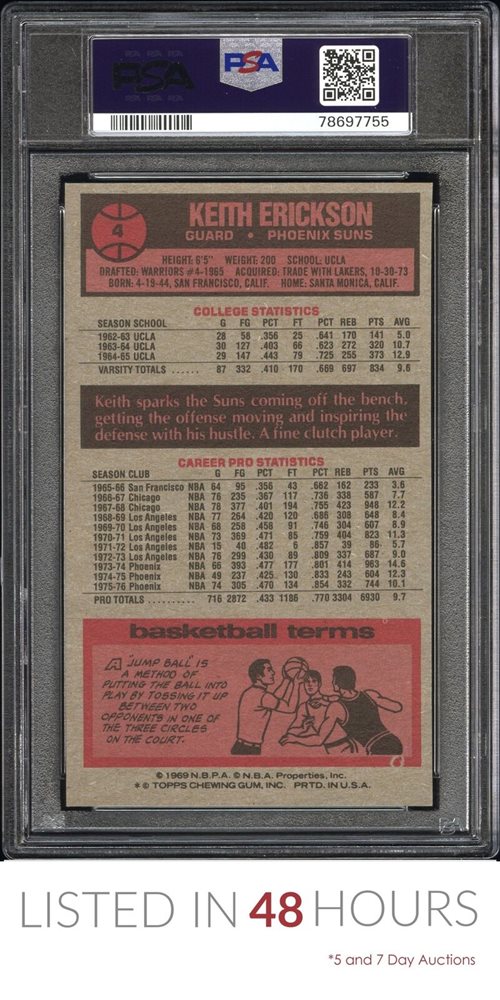 PSA
PSA
78697755
4
KEITH ERICKSON
GUARD • PHOENIX SUNS
HEIGHT: 6'5" WEIGHT: 200 SCHOOL: UCLA
DRAFTED: WARRIORS #4-1965 ACQUIRED: TRADE WITH LAKERS, 10-30-73
BORN: 4-19-44, SAN FRANCISCO, CALIF. HOME: SANTA MONICA, CALIF.
COLLEGE STATISTICS
SEASON SCHOOL G FG PCT FT PCT REB PTS AVG
1962-63 UCLA 28 58 .356 25 .641 170 141 5.0
1963-64 UCLA 30 127 .403 66 .623 272 320 10.7
1964-65 UCLA 29 147 .443 79 .725 255 373 12.9
VARSITY TOTALS ...... 87 332 .410 170 .669 697 834 9.6
Keith sparks the Suns coming off the bench,
getting the offense moving and inspiring the
defense with his hustle. A fine clutch player.
CAREER PRO STATISTICS
SEASON CLUB G FG PCT FT PCT REB PTS AVG
1965-66 San Francisco NBA 64 95 .356 43 .662 162 233 3.6
1966-67 Chicago NBA 76 235 .367 117 .736 338 587 7.7
1967-68 Chicago NBA 78 377 .401 194 .755 423 948 12.2
1968-69 Los Angeles NBA 77 264 .420 120 .686 308 648 8.4
1969-70 Los Angeles NBA 68 258 .458 91 .746 304 607 8.9
1970-71 Los Angeles NBA 73 369 .471 85 .759 404 823 11.3
1971-72 Los Angeles NBA 15 40 .482 6 .857 39 86 5.7
1972-73 Los Angeles NBA 76 299 .430 89 .809 337 687 9.0
1973-74 Phoenix NBA 66 393 .477 177 .801 414 963 14.6
1974-75 Phoenix NBA 49 237 .425 130 .833 243 604 12.3
1975-76 Phoenix NBA 74 305 .470 134 .854 332 744 10.1
PRO TOTALS .......... 716 2872 .433 1186 .770 3304 6930 9.7
basketball terms
A "JUMP BALL" IS
A METHOD OF
PUTTING THE BALL INTO
PLAY BY TOSSING IT UP
BETWEEN TWO
OPPONENTS IN ONE OF
THE THREE CIRCLES
ON THE COURT.
© 1969 N.B.P.A. © N.B.A. Properties, Inc.
* © TOPPS CHEWING GUM, INC. PRTD. IN U.S.A.
LISTED IN 48 HOURS
*5 and 7 Day Auctions